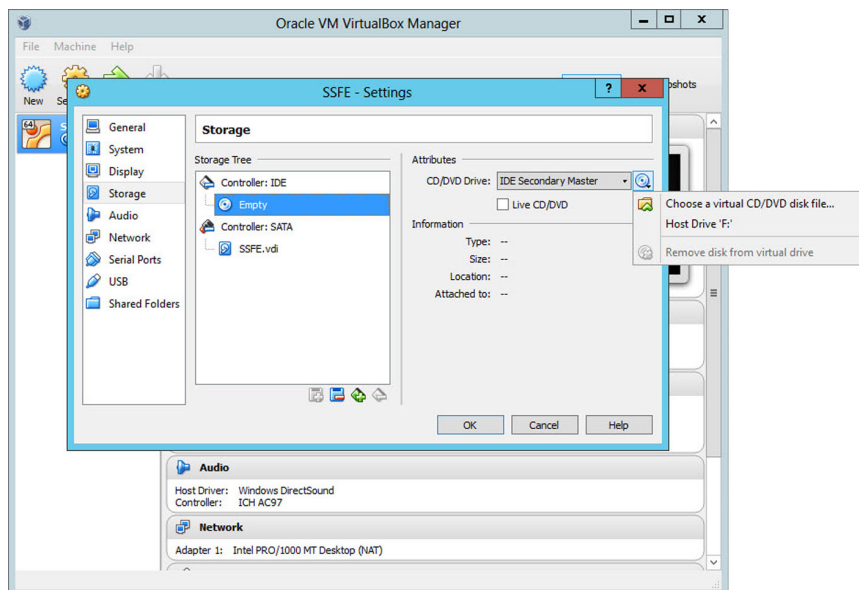 Oracle VM VirtualBox Manager
File Machine Help
New
SSFE - Settings
General
System
Display
Storage
Audio
Network
Serial Ports
USB
Shared Folders
Storage
Storage Tree
Controller: IDE
Empty
Controller: SATA
SSFE.vdi
Attributes
CD/DVD Drive: IDE Secondary Master
Live CD/DVD
Information
Type: --
Size: --
Location: --
Attached to: --
Choose a virtual CD/DVD disk file...
Host Drive 'F:'
Remove disk from virtual drive
OK Cancel Help
64
Audio
Host Driver: Windows DirectSound
Controller: ICH AC97
Network
Adapter 1: Intel PRO/1000 MT Desktop (NAT)